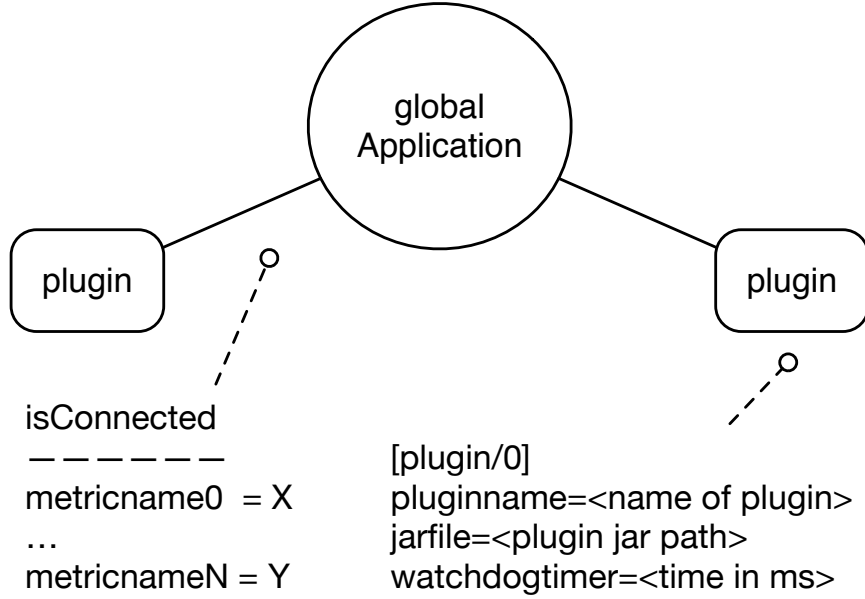 global
Application
plugin
plugin
isConnected
— — — — — —
metricname0 = X
...
metricnameN = Y
[plugin/0]
pluginname=<name of plugin>
jarfile=<plugin jar path>
watchdogtimer=<time in ms>